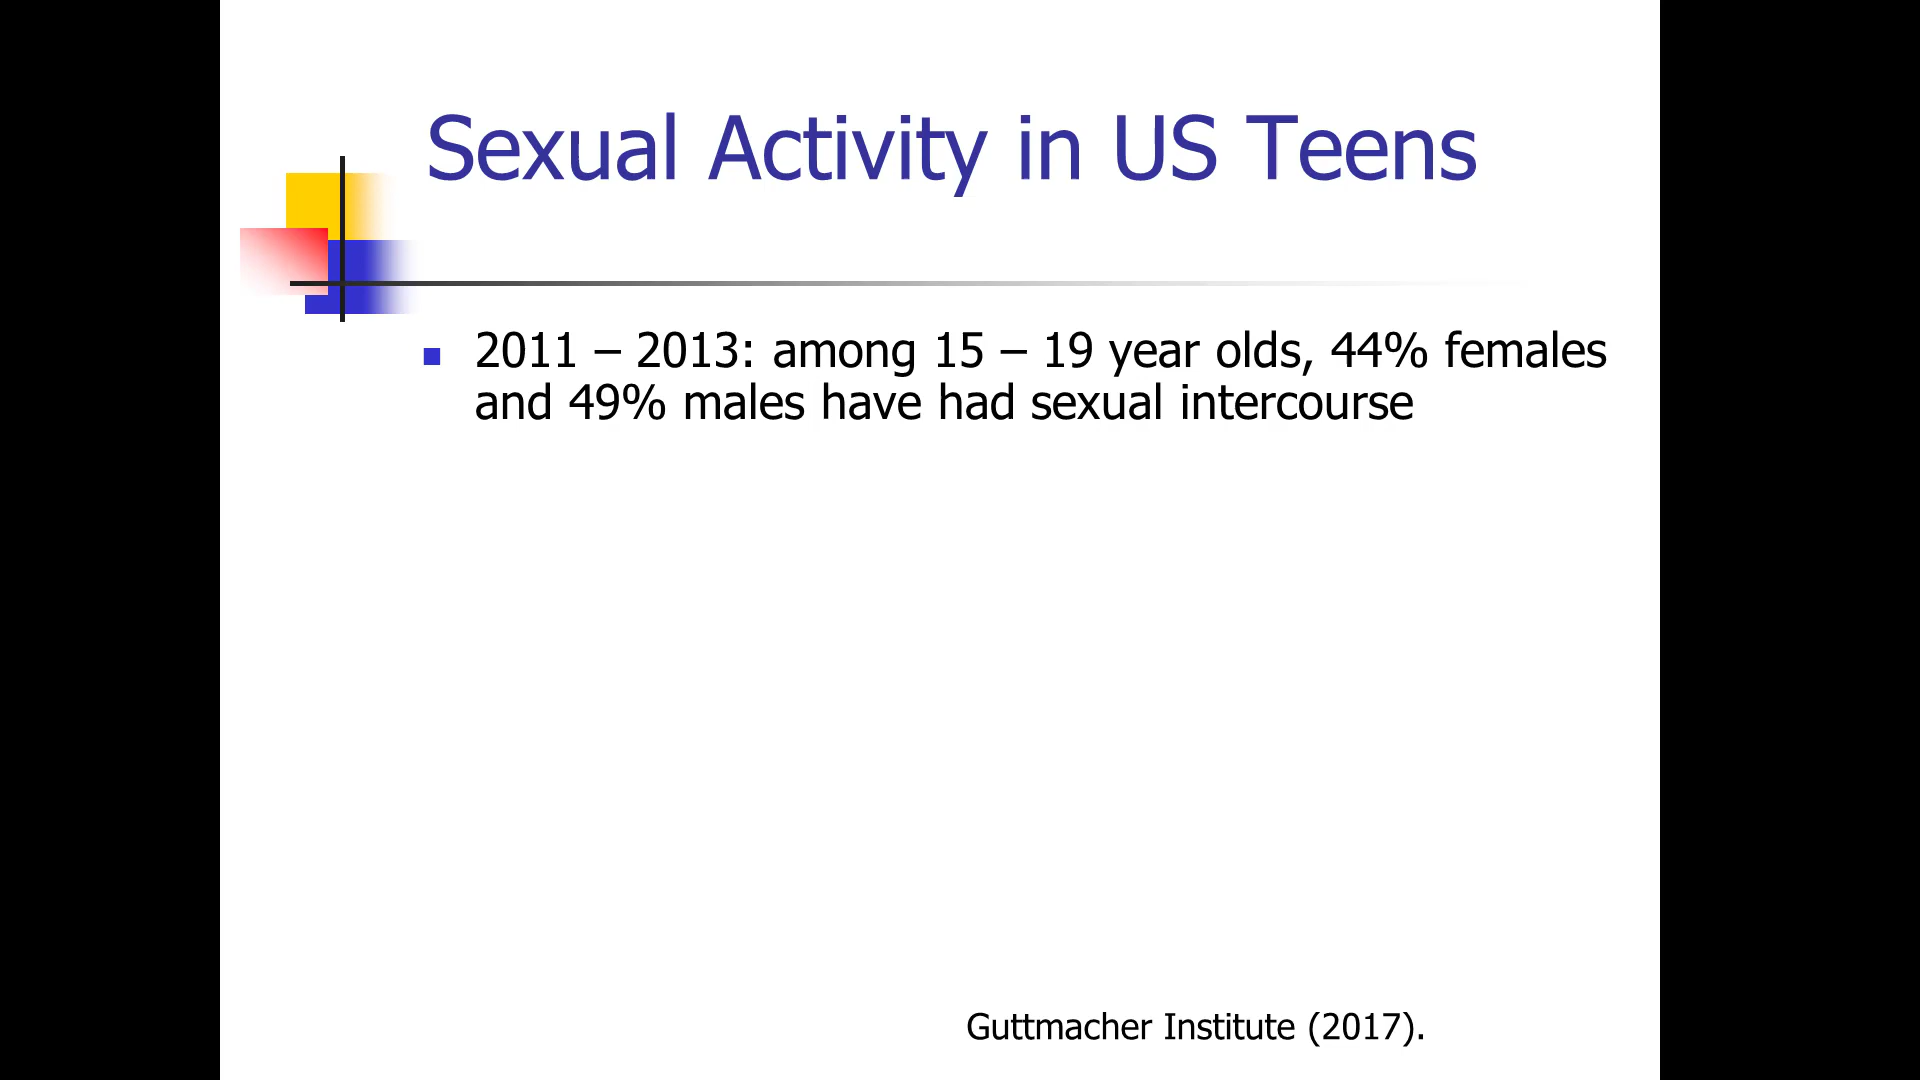 Sexual Activity in US Teens
2011 – 2013: among 15 – 19 year olds, 44% females
and 49% males have had sexual intercourse
Guttmacher Institute (2017).